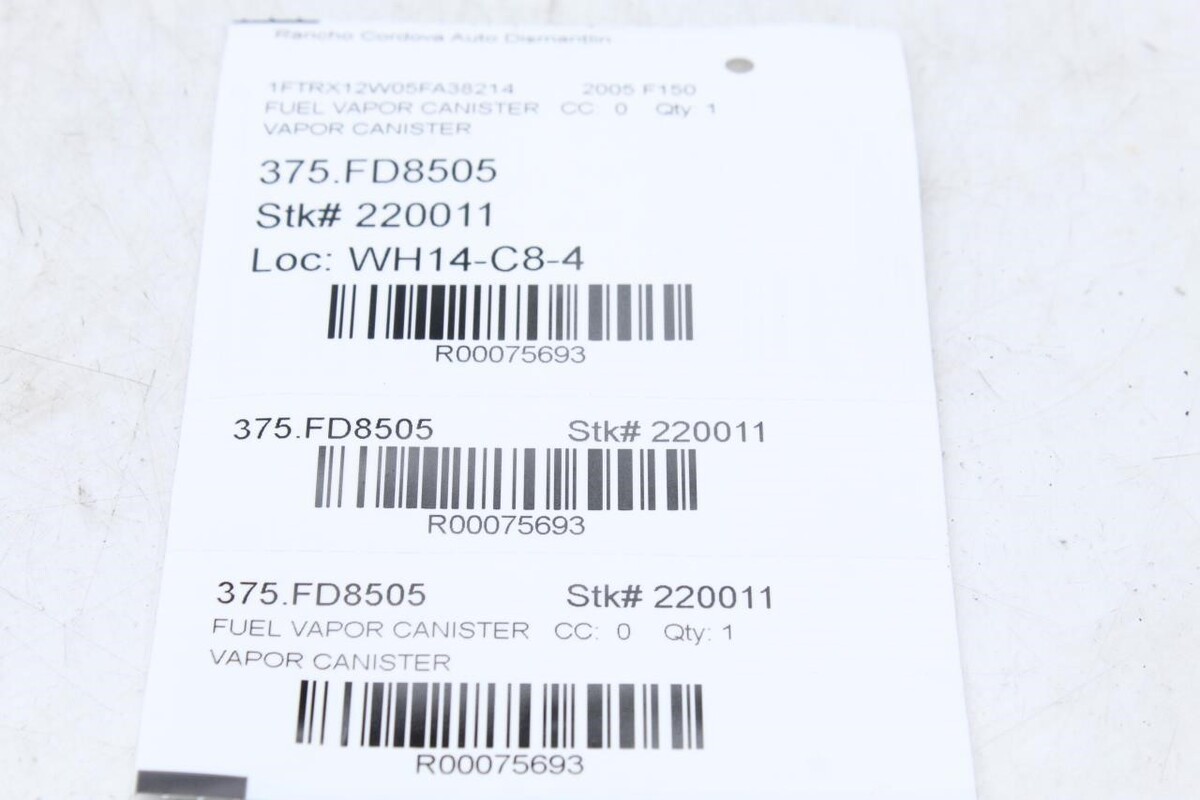 Rancho Cordova Auto Dismantlin
1FTRX12W05FA38214 2005 F150
FUEL VAPOR CANISTER CC: 0 Qty: 1
VAPOR CANISTER
375.FD8505
Stk# 220011
Loc: WH14-C8-4
R00075693
375.FD8505 Stk# 220011
R00075693
375.FD8505 Stk# 220011
FUEL VAPOR CANISTER CC: 0 Qty: 1
VAPOR CANISTER
R00075693